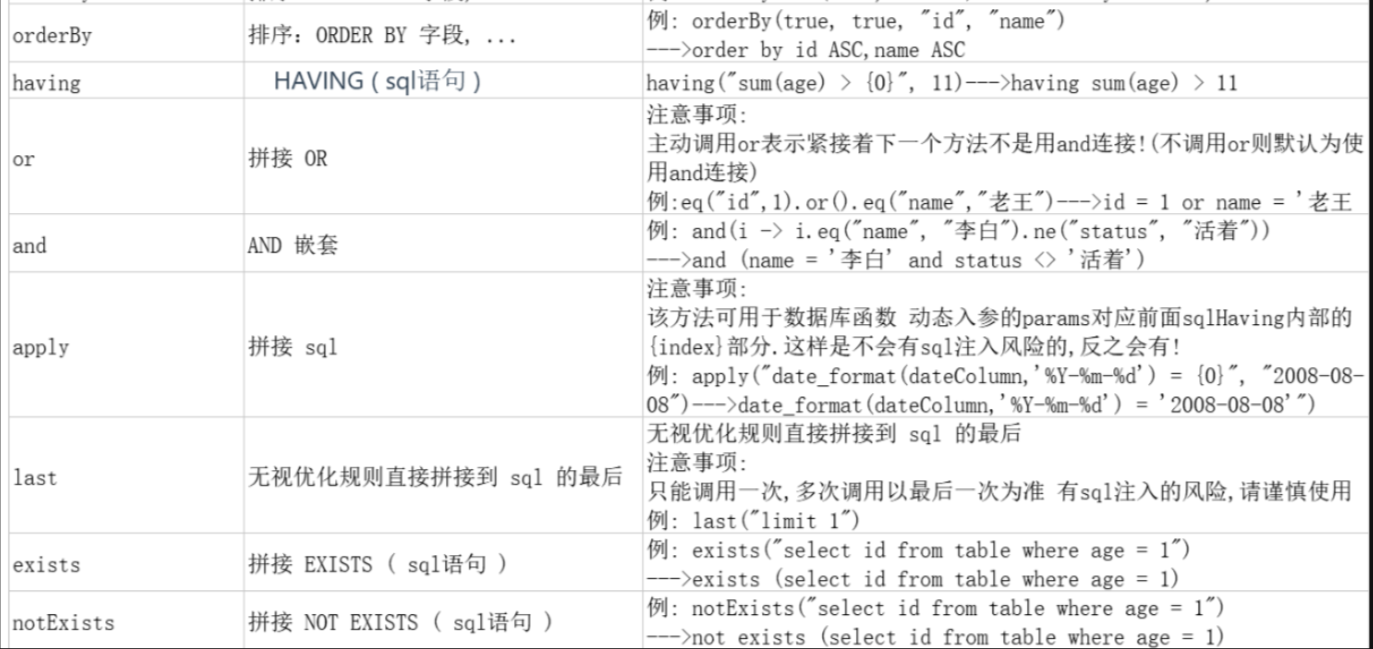 例: orderBy(true, true, "id", "name")
orderBy 排序: ORDER BY 字段, ...
--->order by id ASC,name ASC
having HAVING ( sql语句 ) having("sum(age) > {0}", 11)--->having sum(age) > 11
注意事项:
主动调用or表示紧接着下一个方法不是用and连接!(不调用or则默认为使
or 拼接 OR
用and连接)
例:eq("id",1).or().eq("name","老王")--->id = 1 or name = '老王
例: and(i -> i.eq("name", "李白").ne("status", "活着"))
and AND 嵌套
--->and (name = '李白' and status <> '活着')
注意事项:
该方法可用于数据库函数 动态入参的params对应前面sqlHaving内部的
apply 拼接 sql
{index}部分.这样是不会有sql注入风险的,反之会有!
例: apply("date_format(dateColumn,'%Y-%m-%d') = {0}", "2008-08-
08")--->date_format(dateColumn,'%Y-%m-%d') = '2008-08-08'")
无视优化规则直接拼接到 sql 的最后
注意事项:
last 无视优化规则直接拼接到 sql 的最后
只能调用一次,多次调用以最后一次为准 有sql注入的风险,请谨慎使用
例: last("limit 1")
例: exists("select id from table where age = 1")
exists 拼接 EXISTS ( sql语句 )
--->exists (select id from table where age = 1)
例: notExists("select id from table where age = 1")
notExists 拼接 NOT EXISTS ( sql语句 )
--->not exists (select id from table where age = 1)